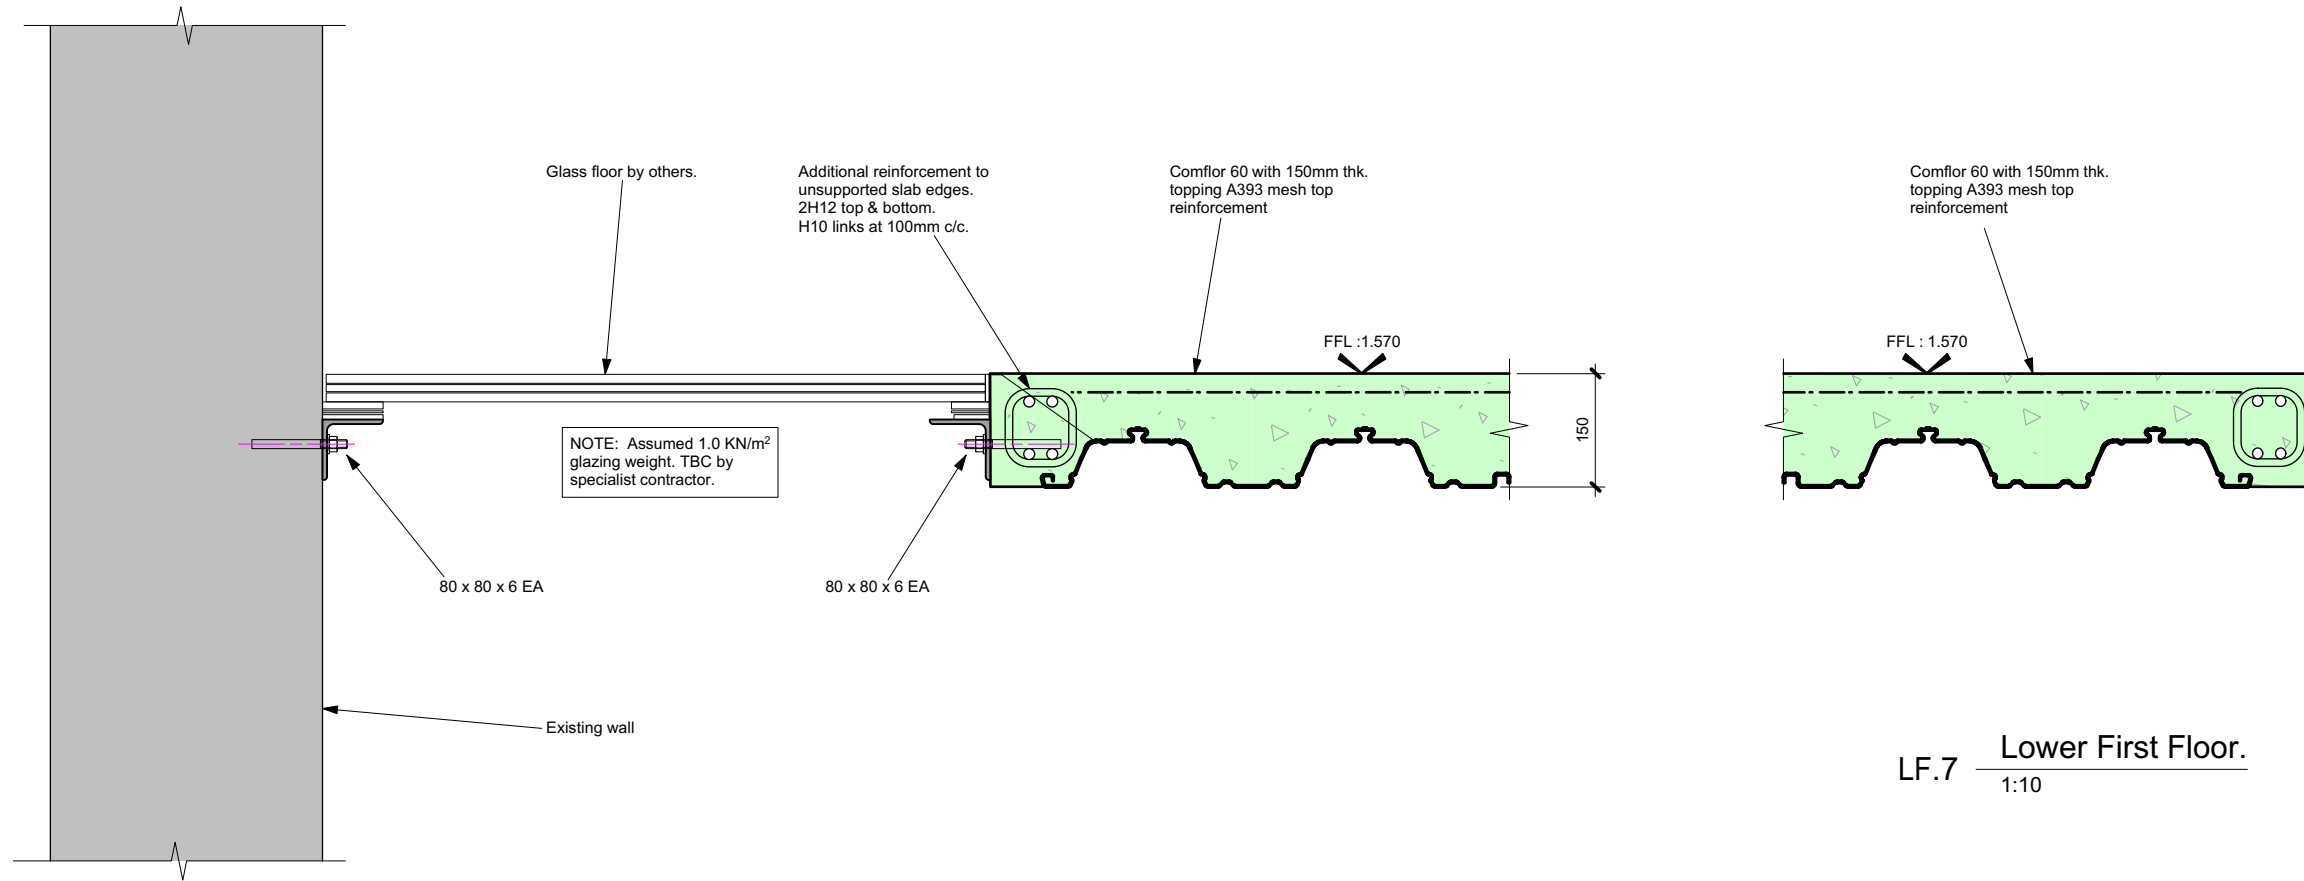 Glass floor by others.
Additional reinforcement to
unsupported slab edges.
2H12 top & bottom.
H10 links at 100mm c/c.
Comflor 60 with 150mm thk.
topping A393 mesh top
reinforcement
Comflor 60 with 150mm thk.
topping A393 mesh top
reinforcement
FFL :1.570
FFL : 1.570
150
NOTE: Assumed 1.0 KN/m²
glazing weight. TBC by
specialist contractor.
80 x 80 x 6 EA
80 x 80 x 6 EA
Existing wall
LF.7
Lower First Floor.
1:10